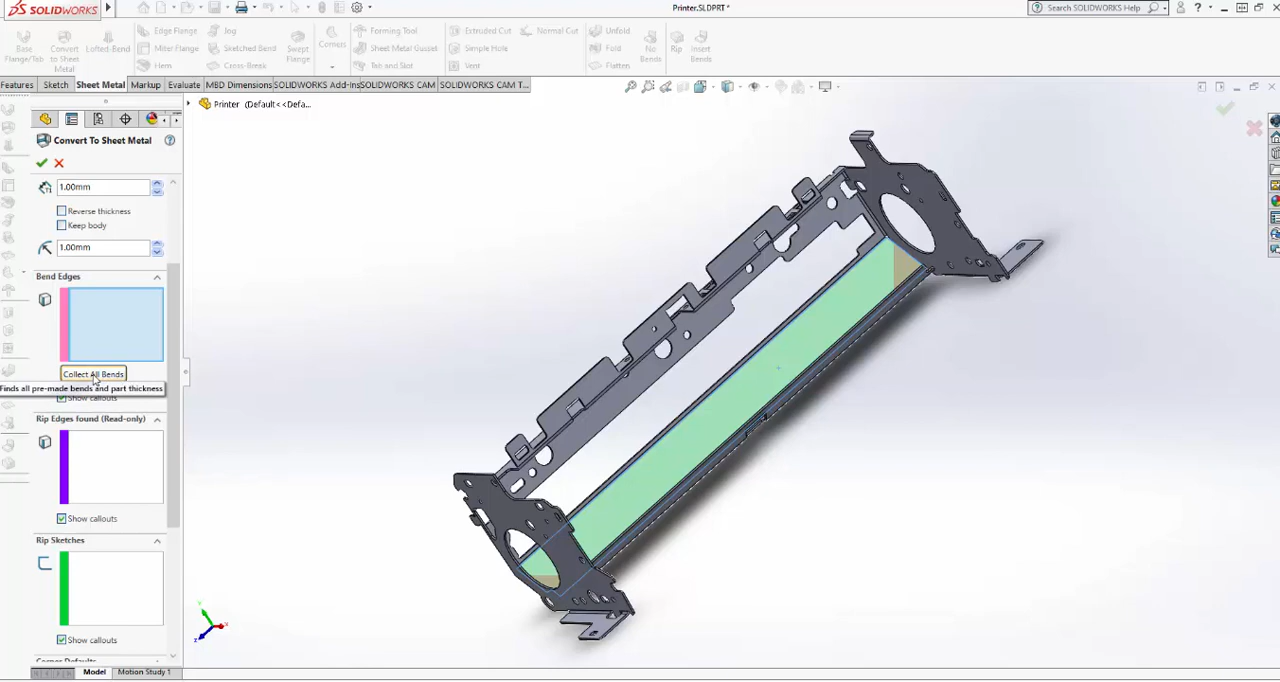 SOLIDWORKS
Printer.SLDPRT *
Search SOLIDWORKS Help
Base Flange/Tab
Convert to Sheet Metal
Lofted-Bend
Edge Flange
Miter Flange
Hem
Jog
Sketched Bend
Cross-Break
Swept Flange
Corners
Forming Tool
Sheet Metal Gusset
Tab and Slot
Extruded Cut
Simple Hole
Vent
Normal Cut
Unfold
Fold
Flatten
No Bends
Rip
Insert Bends
Features
Sketch
Sheet Metal
Markup
Evaluate
MBD Dimensions
SOLIDWORKS Add-Ins
SOLIDWORKS CAM
SOLIDWORKS CAM T...
Printer (Default<<Defa...
Convert To Sheet Metal
1.00mm
Reverse thickness
Keep body
1.00mm
Bend Edges
Collect All Bends
Finds all pre-made bends and part thickness
Show callouts
Rip Edges found (Read-only)
Show callouts
Rip Sketches
Show callouts
Corner Defaults
Model
Motion Study 1